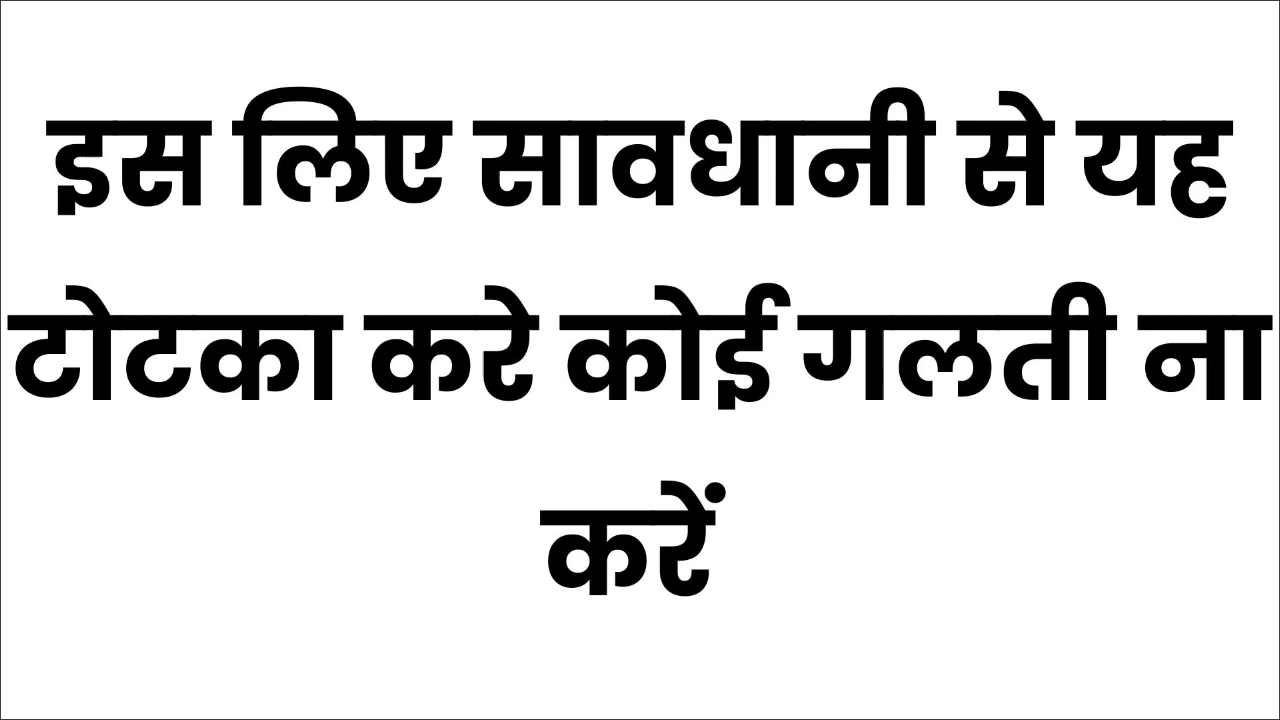 इस लिए सावधानी से यह
टोटका करे कोई गलती ना
करें